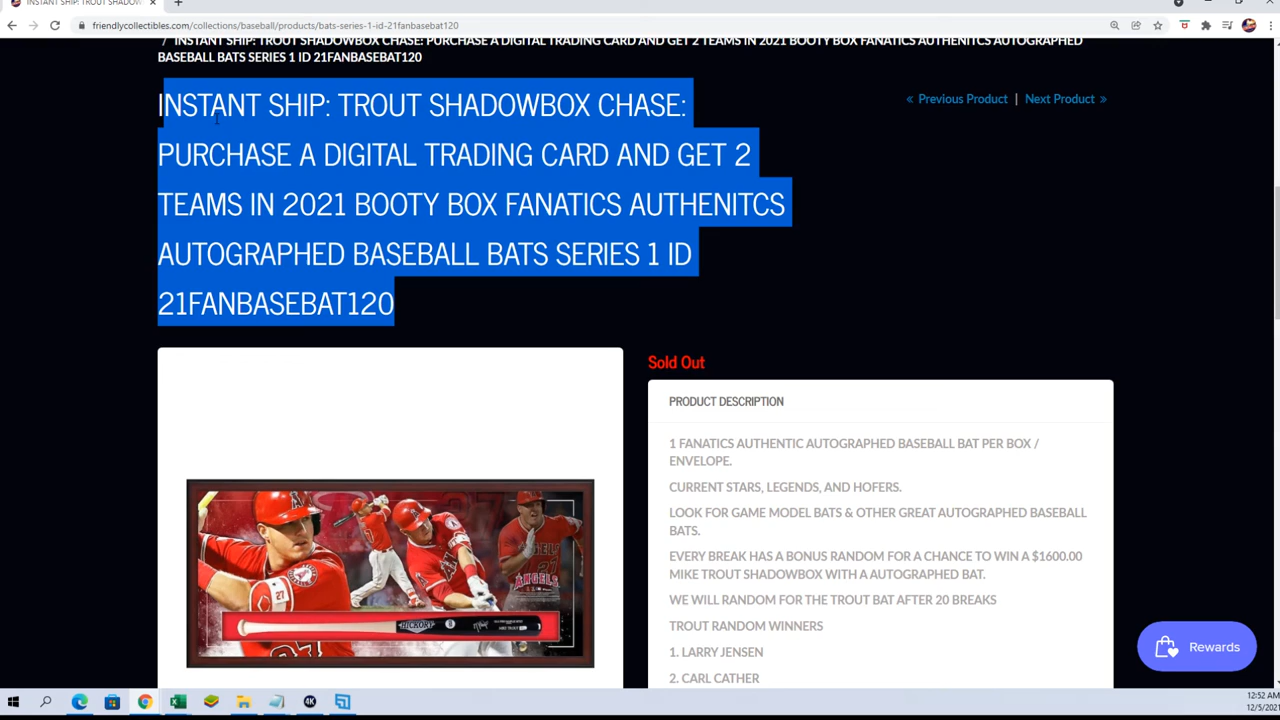 INSTANT SHIP: TROUT SHADOW
friendlycollectibles.com/collections/baseball/products/bats-series-1-id-21fanbasebat120
/ INSTANT SHIP: TROUT SHADOWBOX CHASE: PURCHASE A DIGITAL TRADING CARD AND GET 2 TEAMS IN 2021 BOOTY BOX FANATICS AUTHENITCS AUTOGRAPHED
BASEBALL BATS SERIES 1 ID 21FANBASEBAT120
INSTANT SHIP: TROUT SHADOWBOX CHASE:
PURCHASE A DIGITAL TRADING CARD AND GET 2
TEAMS IN 2021 BOOTY BOX FANATICS AUTHENITCS
AUTOGRAPHED BASEBALL BATS SERIES 1 ID
21FANBASEBAT120
« Previous Product | Next Product »
Sold Out
PRODUCT DESCRIPTION
1 FANATICS AUTHENTIC AUTOGRAPHED BASEBALL BAT PER BOX /
ENVELOPE.
CURRENT STARS, LEGENDS, AND HOFERS.
LOOK FOR GAME MODEL BATS & OTHER GREAT AUTOGRAPHED BASEBALL
BATS.
EVERY BREAK HAS A BONUS RANDOM FOR A CHANCE TO WIN A $1600.00
MIKE TROUT SHADOWBOX WITH A AUTOGRAPHED BAT.
WE WILL RANDOM FOR THE TROUT BAT AFTER 20 BREAKS
TROUT RANDOM WINNERS
1. LARRY JENSEN
2. CARL CATHER
ANGELS
27
HICKORY
Rewards
4K
12:52 AM
12/5/2021